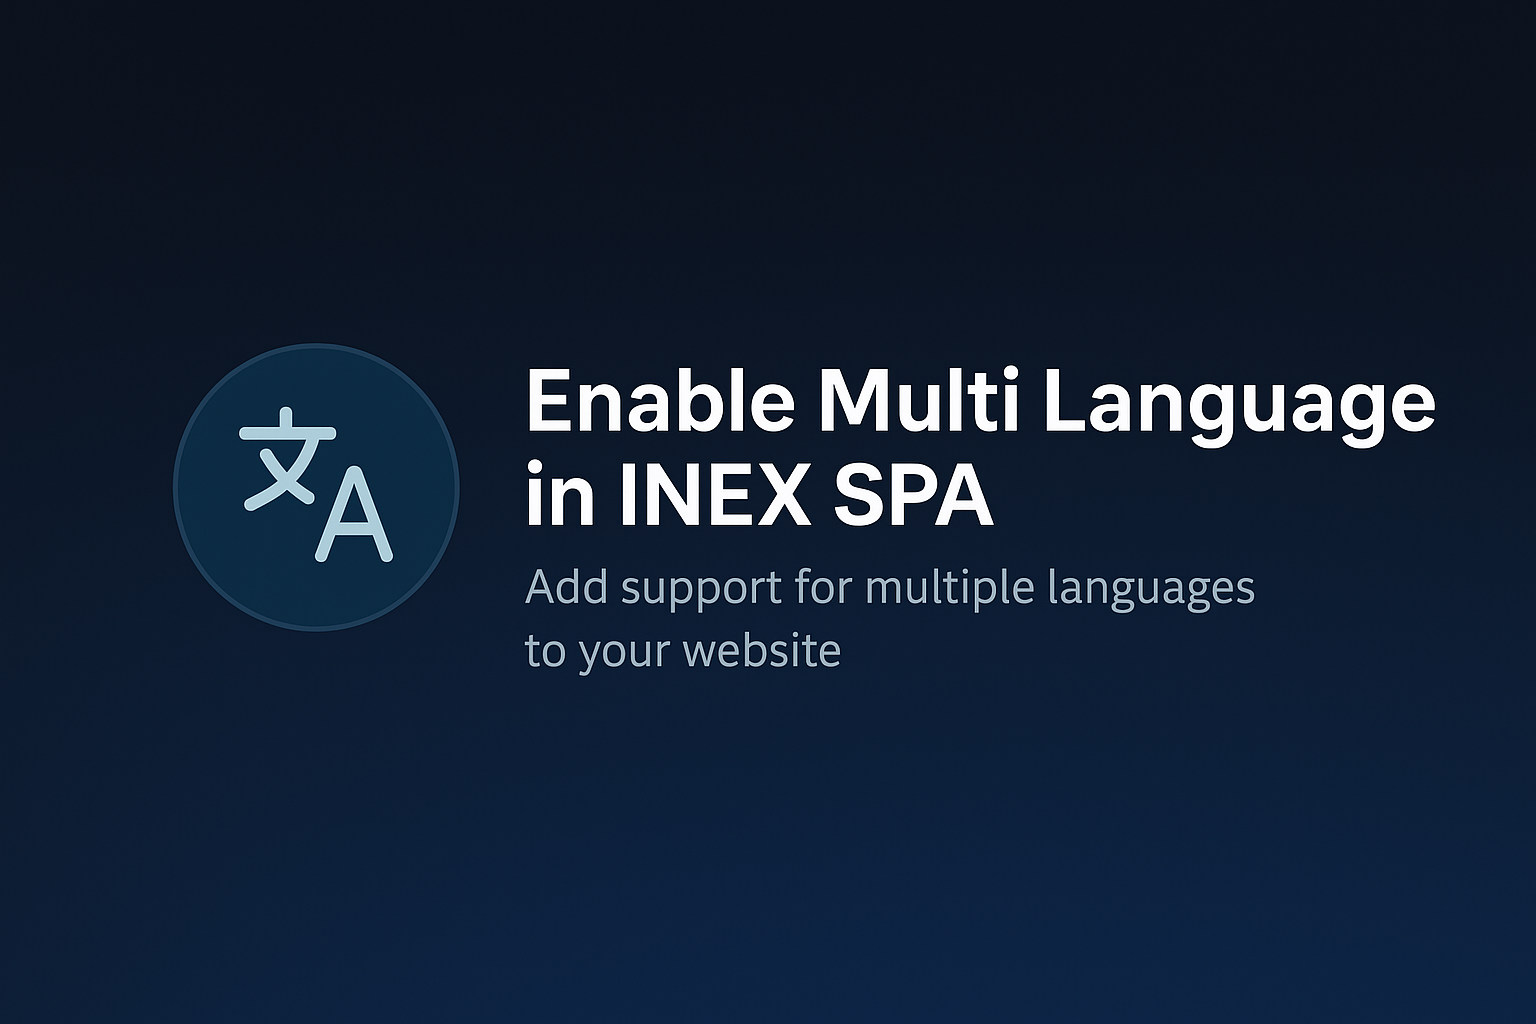 文A
Enable Multi Language
in INEX SPA
Add support for multiple languages
to your website